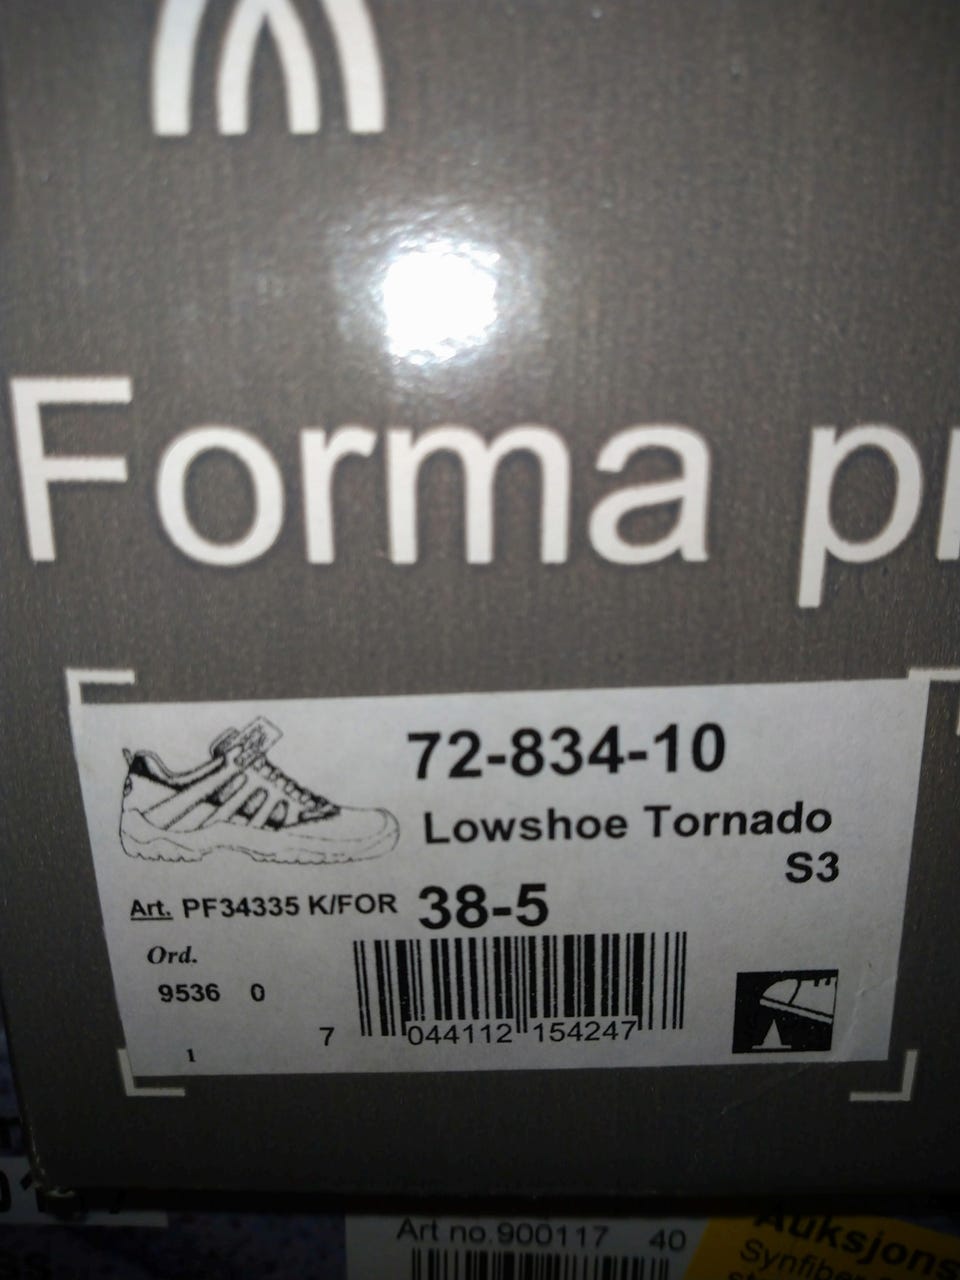 Forma
72-834-10
Lowshoe Tornado
S3
Art. PF34335 K/FOR 38-5
Ord.
9536 0
7 044112 154247
1
Art no.900117 40
Auksjons